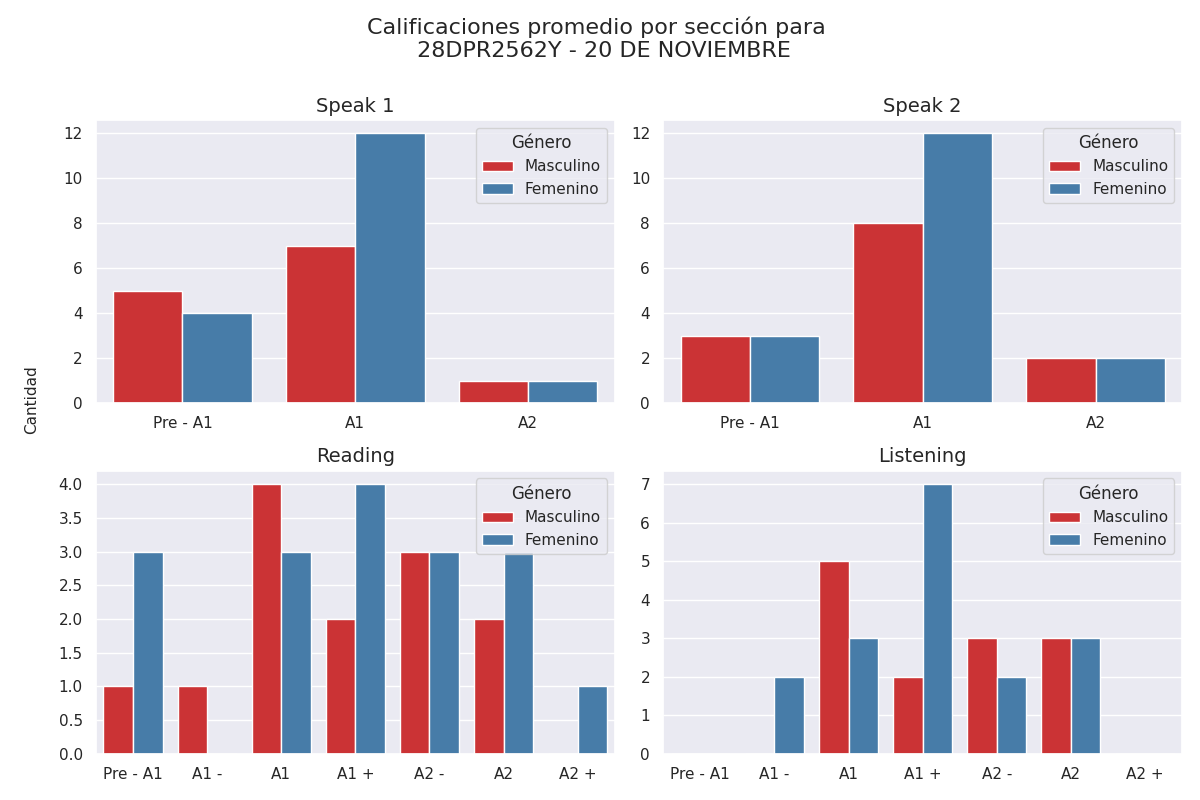 Calificaciones promedio por sección para
28DPR2562Y - 20 DE NOVIEMBRE
Cantidad
Speak 1
12
10
8
6
4
2
0
Pre - A1 A1 A2
Género
Masculino
Femenino
Speak 2
12
10
8
6
4
2
0
Pre - A1 A1 A2
Género
Masculino
Femenino
Reading
4.0
3.5
3.0
2.5
2.0
1.5
1.0
0.5
0.0
Pre - A1 A1 - A1 A1 + A2 - A2 A2 +
Género
Masculino
Femenino
Listening
7
6
5
4
3
2
1
0
Pre - A1 A1 - A1 A1 + A2 - A2 A2 +
Género
Masculino
Femenino